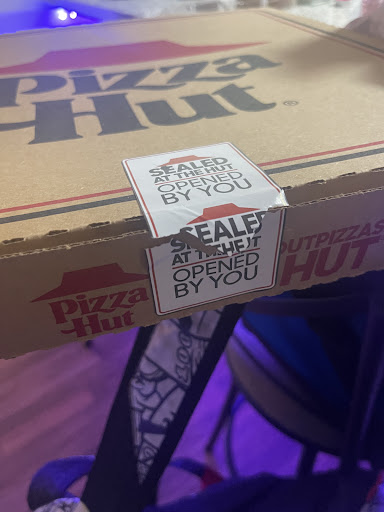 Pizza
Hut®
SEALED
AT THE HUT
OPENED
BY YOU
SEALED
AT THE HUT
OPENED
BY YOU
Pizza
Hut
OUTPIZZAS
HUT